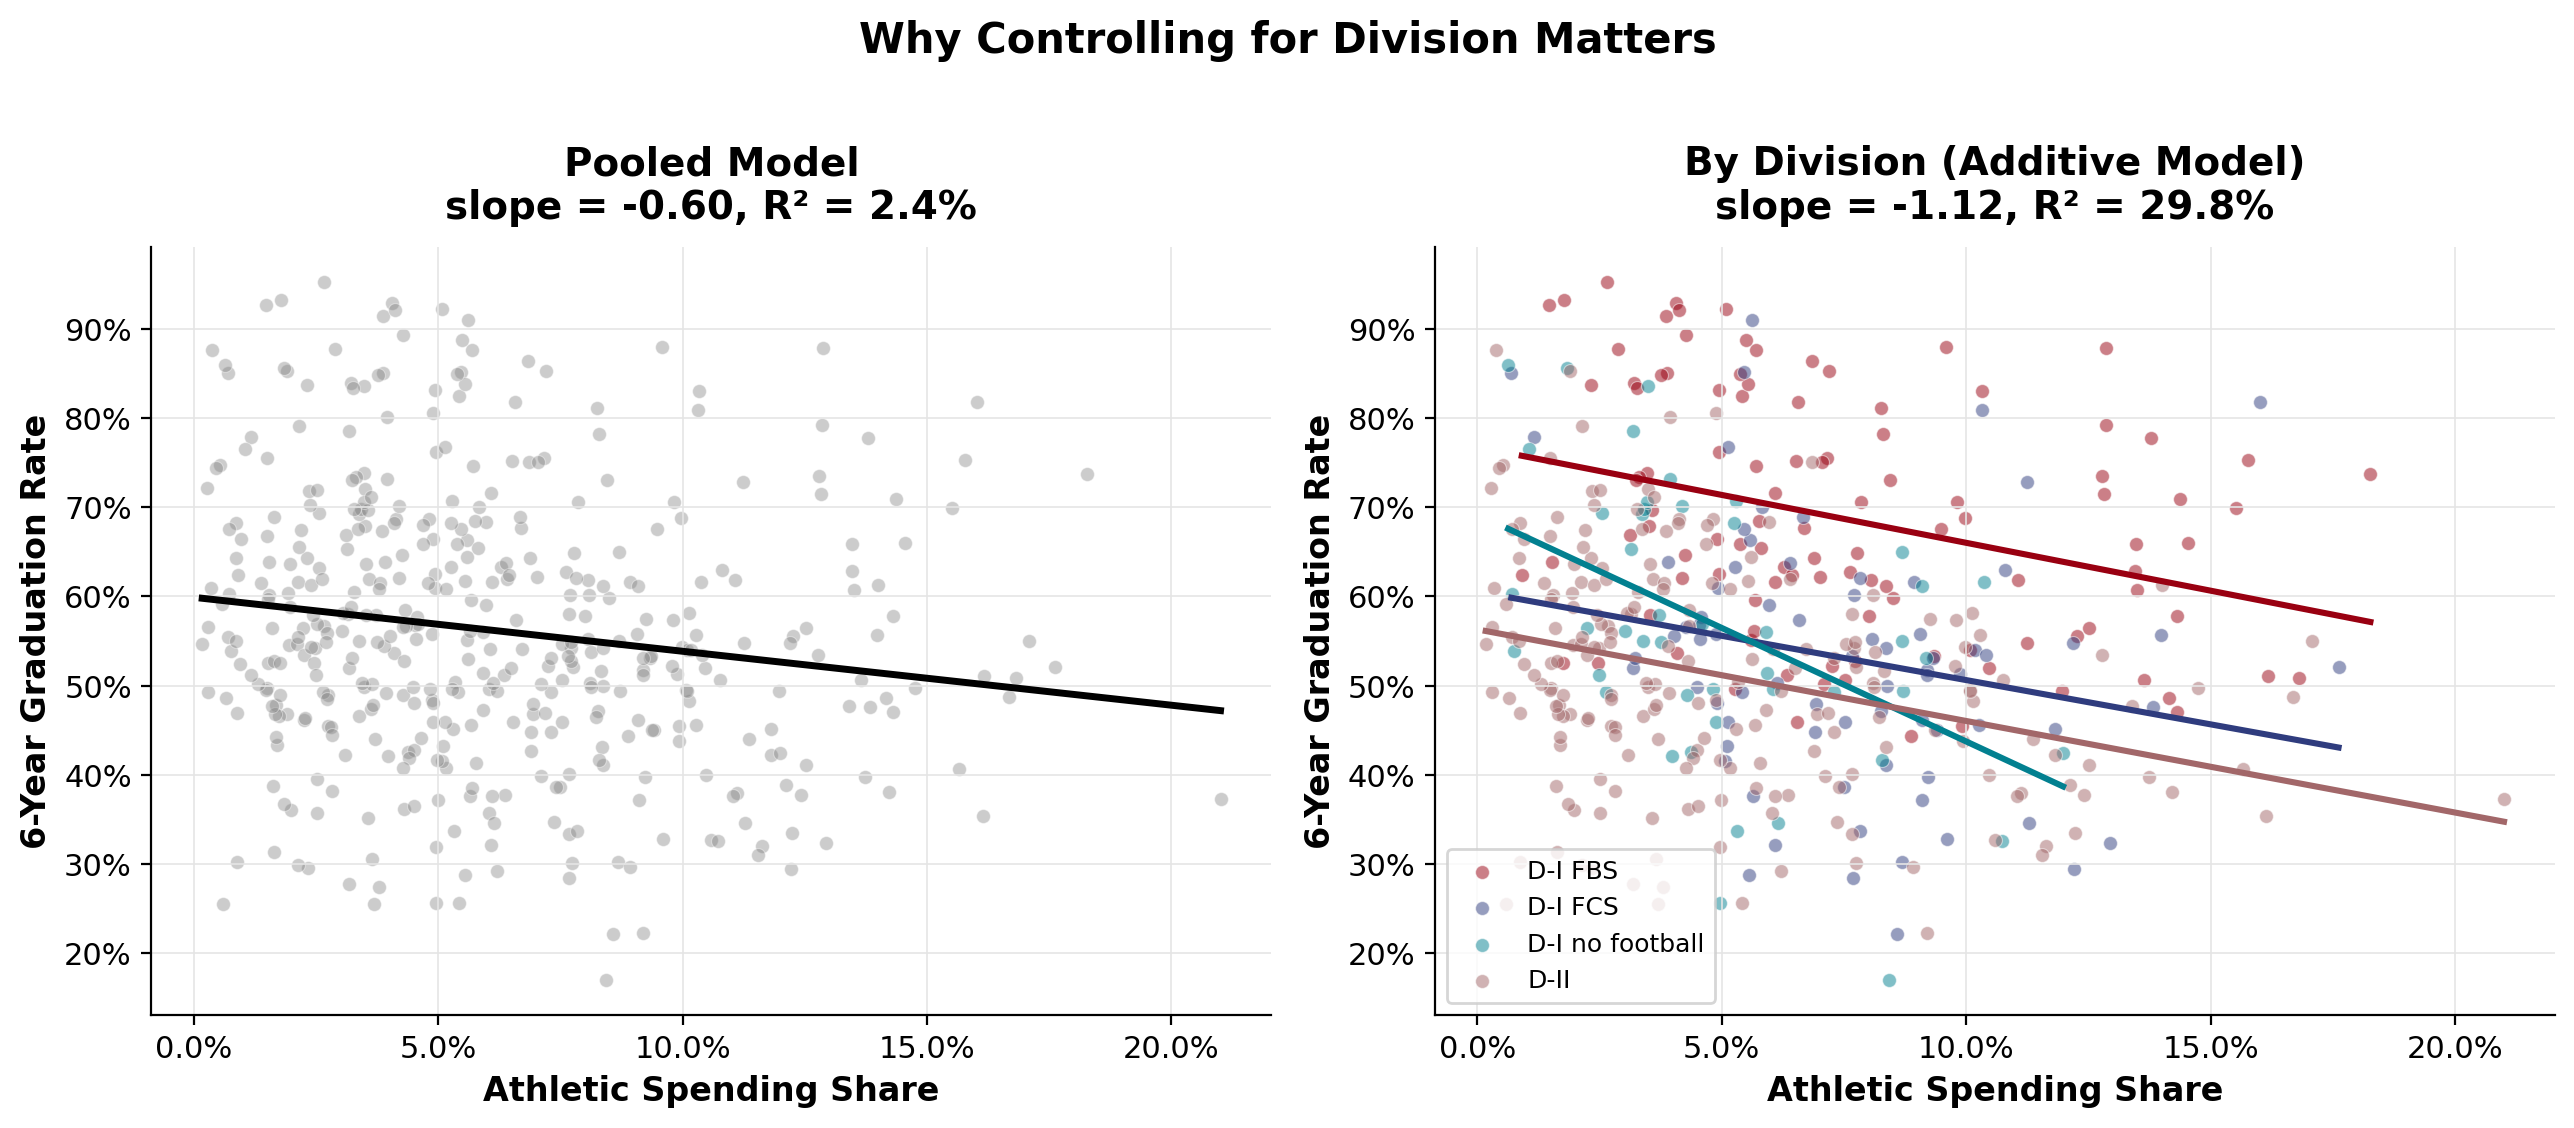 Why Controlling for Division Matters
Pooled Model
slope = -0.60, R² = 2.4%
6-Year Graduation Rate
90%
80%
70%
60%
50%
40%
30%
20%
0.0%
5.0%
10.0%
15.0%
20.0%
Athletic Spending Share
By Division (Additive Model)
slope = -1.12, R² = 29.8%
6-Year Graduation Rate
90%
80%
70%
60%
50%
40%
30%
20%
D-I FBS
D-I FCS
D-I no football
D-II
0.0%
5.0%
10.0%
15.0%
20.0%
Athletic Spending Share